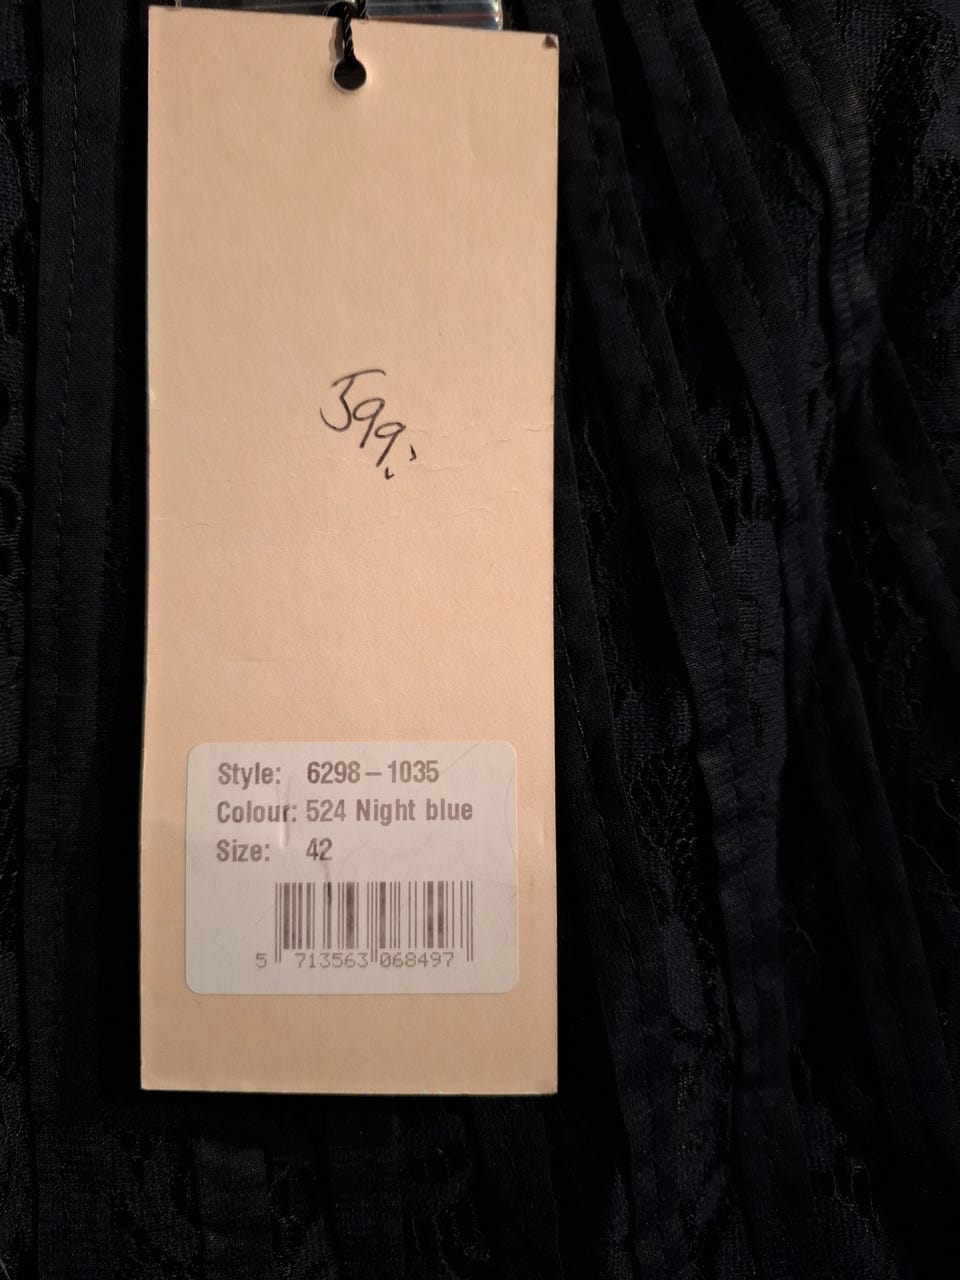 599,-
Style: 6298-1035
Colour: 524 Night blue
Size: 42
5 713563 068497